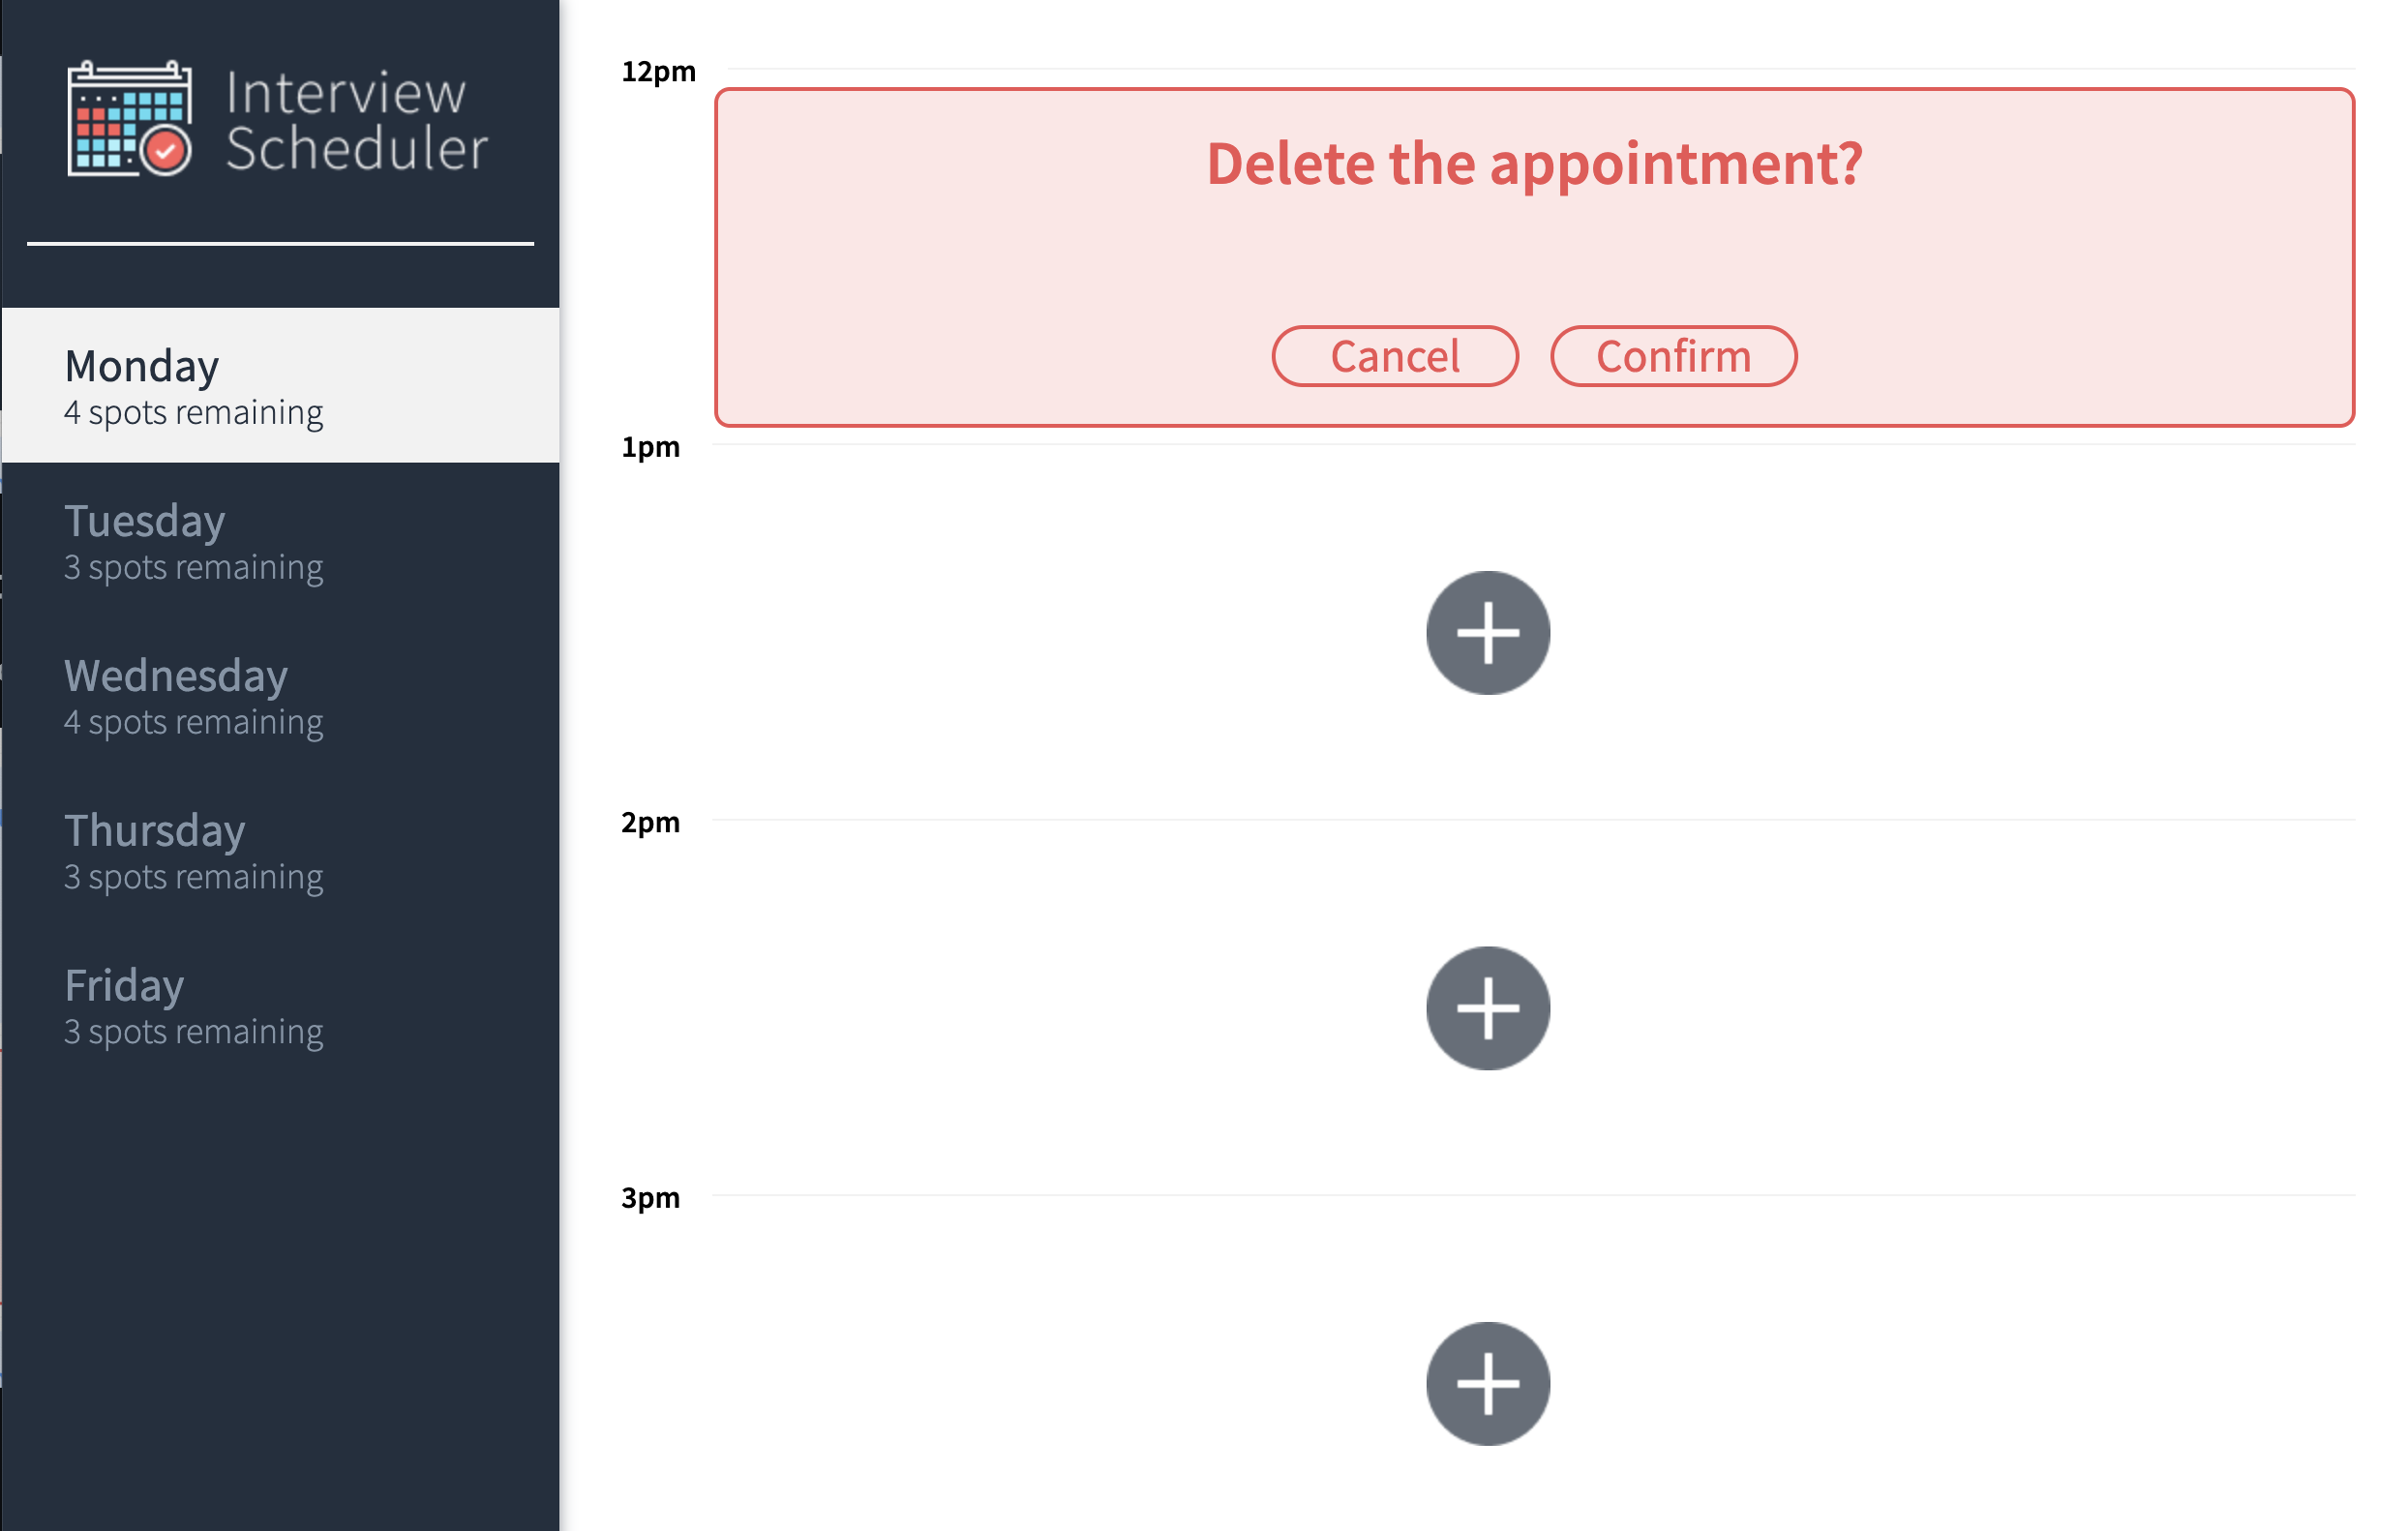 Interview
Scheduler
Monday
4 spots remaining
Tuesday
3 spots remaining
Wednesday
4 spots remaining
Thursday
3 spots remaining
Friday
3 spots remaining
12pm
Delete the appointment?
Cancel
Confirm
1pm
2pm
3pm